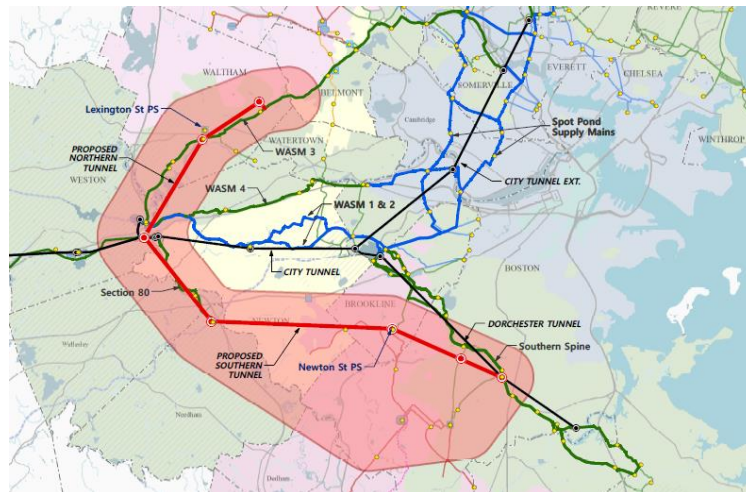 REVERE
WALTHAM
EVERETT
CHELSEA
Lexington St PS
BELMONT
SOMERVILLE
Cambridge
Spot Pond
Supply Mains
WINTHROP
PROPOSED
NORTHERN
TUNNEL
WATERTOWN
WASM 3
WESTON
WASM 4
CITY TUNNEL EXT.
WASM 1 & 2
CITY TUNNEL
BOSTON
Section 80
BROOKLINE
NEWTON
DORCHESTER TUNNEL
Wellesley
PROPOSED
SOUTHERN
TUNNEL
Newton St PS
Southern Spine
Needham
Dedham